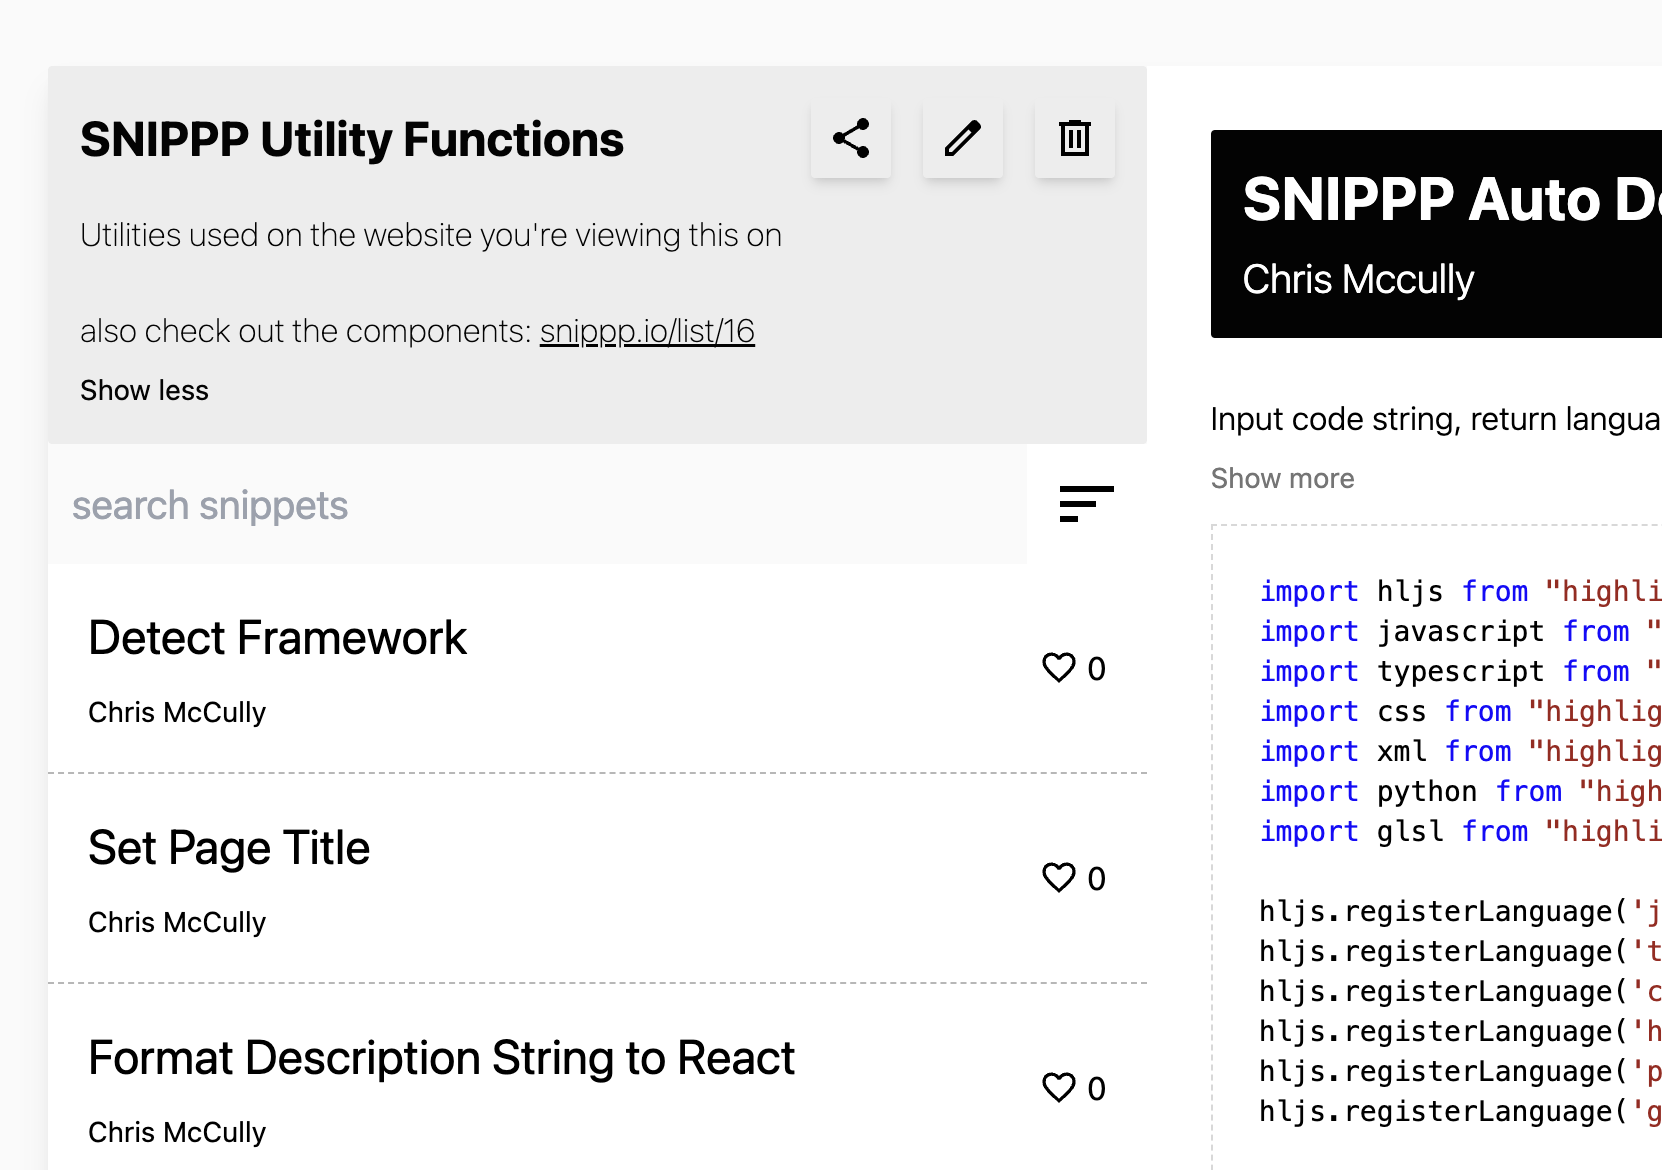 SNIPPP Utility Functions
Utilities used on the website you're viewing this on
also check out the components: snippp.io/list/16
Show less
search snippets
Detect Framework
Chris McCully
0
Set Page Title
Chris McCully
0
Format Description String to React
Chris McCully
0
SNIPPP Auto
Chris Mccully
Input code string, return
Show more
import hljs from "highli
import javascript from "
import typescript from "
import css from "highlig
import xml from "highlig
import python from "high
import glsl from "highli
hljs.registerLanguage('j
hljs.registerLanguage('t
hljs.registerLanguage('c
hljs.registerLanguage('h
hljs.registerLanguage('p
hljs.registerLanguage('g